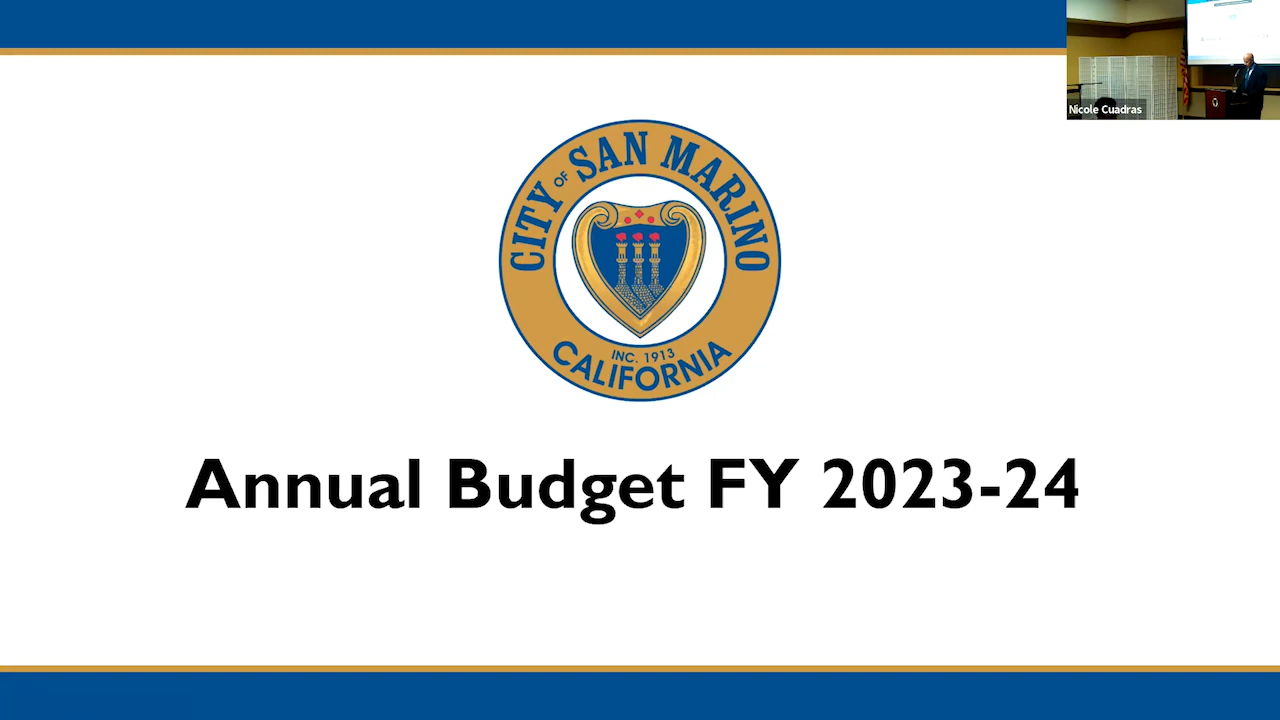 Nicole Cuadras
CITY OF SAN MARINO
INC. 1913
CALIFORNIA
Annual Budget FY 2023-24